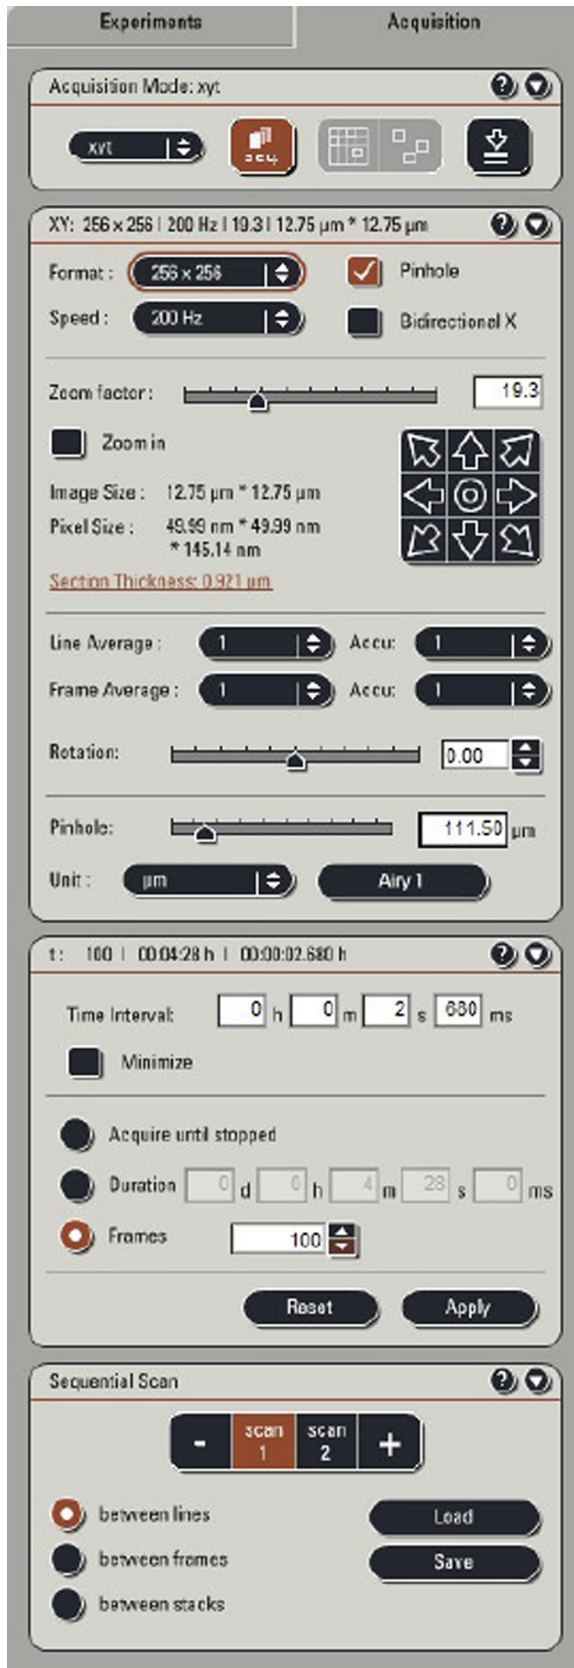 Experiments Acquisition
Acquisition Mode: xyt
xyt seq.
XY: 256 x 256 | 200 Hz | 19.3 | 12.75 µm * 12.75 µm
Format : 256 x 256 Pinhole
Speed : 200 Hz Bidirectional X
Zoom factor : 19.3
Zoom in
Image Size : 12.75 µm * 12.75 µm
Pixel Size : 49.99 nm * 49.99 nm
* 145.14 nm
Section Thickness: 0.921 µm
Line Average : 1 Accu: 1
Frame Average : 1 Accu: 1
Rotation: 0.00
Pinhole: 111.50 µm
Unit : µm Airy 1
t : 100 | 00:04:28 h | 00:00:02.680 h
Time Interval: 0 h 0 m 2 s 680 ms
Minimize
Acquire until stopped
Duration 0 d 0 h 4 m 28 s 0 ms
Frames 100
Reset Apply
Sequential Scan
- scan 1 scan 2 +
between lines Load
between frames Save
between stacks